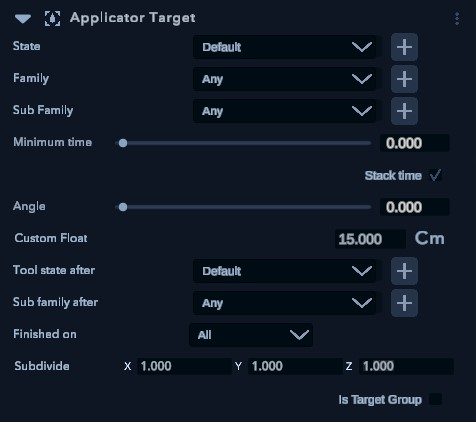 Applicator Target
State Default
Family Any
Sub Family Any
Minimum time 0.000
Stack time
Angle 0.000
Custom Float 15.000 Cm
Tool state after Default
Sub family after Any
Finished on All
Subdivide X 1.000 Y 1.000 Z 1.000
Is Target Group